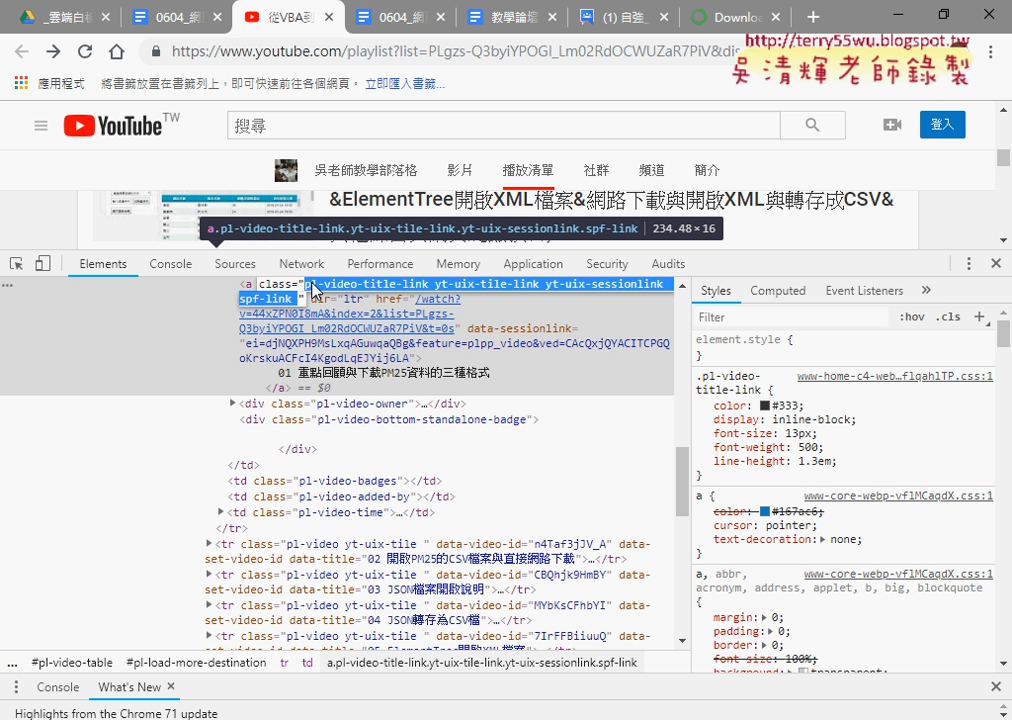 _雲端白板
0604_網
從VBA到
0604_網
教學論壇
(1) 自強_
Downloa
https://www.youtube.com/playlist?list=PLgzs-Q3byiYPOGI_Lm02RdOCWUZaR7PiV&dis
http://terry55wu.blogspot.tw
吳清輝老師錄製
應用程式
將書籤放置在書籤列上，即可快速前往各個網頁。 立即匯入書籤...
YouTube TW
搜尋
登入
吳老師教學部落格
影片
播放清單
社群
頻道
簡介
&ElementTree開啟XML檔案&網路下載與開啟XML與轉存成CSV&
a.pl-video-title-link.yt-uix-tile-link.yt-uix-sessionlink.spf-link 234.48×16
Elements Console Sources Network Performance Memory Application Security Audits
<a class="pl-video-title-link yt-uix-tile-link yt-uix-sessionlink
spf-link " dir="ltr" href="/watch?
v=44xZPN0I8mA&index=2&list=PLgzs-
Q3byiYPOGI_Lm02RdOCWUZaR7PiV&t=0s" data-sessionlink=
"ei=djNQXPH9MsLxqAGuwqaQBg&feature=plpp_video&ved=CAcQxjQYACITCPGQ
oKrskuACFcI4KgodLqEJYij6LA">
01 重點回顧與下載PM25資料的三種格式
</a> == $0
<div class="pl-video-owner">…</div>
<div class="pl-video-bottom-standalone-badge">
</div>
</td>
<td class="pl-video-badges"></td>
<td class="pl-video-added-by"></td>
<td class="pl-video-time">…</td>
</tr>
<tr class="pl-video yt-uix-tile " data-video-id="n4Taf3jJV_A" data-
set-video-id data-title="02 開啟PM25的CSV檔案與直接網路下載">…</tr>
<tr class="pl-video yt-uix-tile " data-video-id="CBQhjk9HmBY" data-
set-video-id data-title="03 JSON檔案開啟說明">…</tr>
<tr class="pl-video yt-uix-tile " data-video-id="MYbKsCFhbYI" data-
set-video-id data-title="04 JSON轉存為CSV檔">…</tr>
<tr class="pl-video yt-uix-tile " data-video-id="7IrFFBiiuuQ" data-
... #pl-video-table #pl-load-more-destination tr td a.pl-video-title-link.yt-uix-tile-link.yt-uix-sessionlink.spf-link
Styles Computed Event Listeners »
Filter :hov .cls +
element.style {
}
.pl-video- www-home-c4-web…flqahlTP.css:1
title-link {
color: #333;
display: inline-block;
font-size: 13px;
font-weight: 500;
line-height: 1.3em;
}
a { www-core-webp-vflMCaqdX.css:1
color: #167ac6;
cursor: pointer;
text-decoration: none;
}
a, abbr, www-core-webp-vflMCaqdX.css:1
acronym, address, applet, b, big, blockquote
{
margin: 0;
padding: 0;
border: 0;
font-size: 100%;
background: transparent;
Console What's New ×
Highlights from the Chrome 71 update